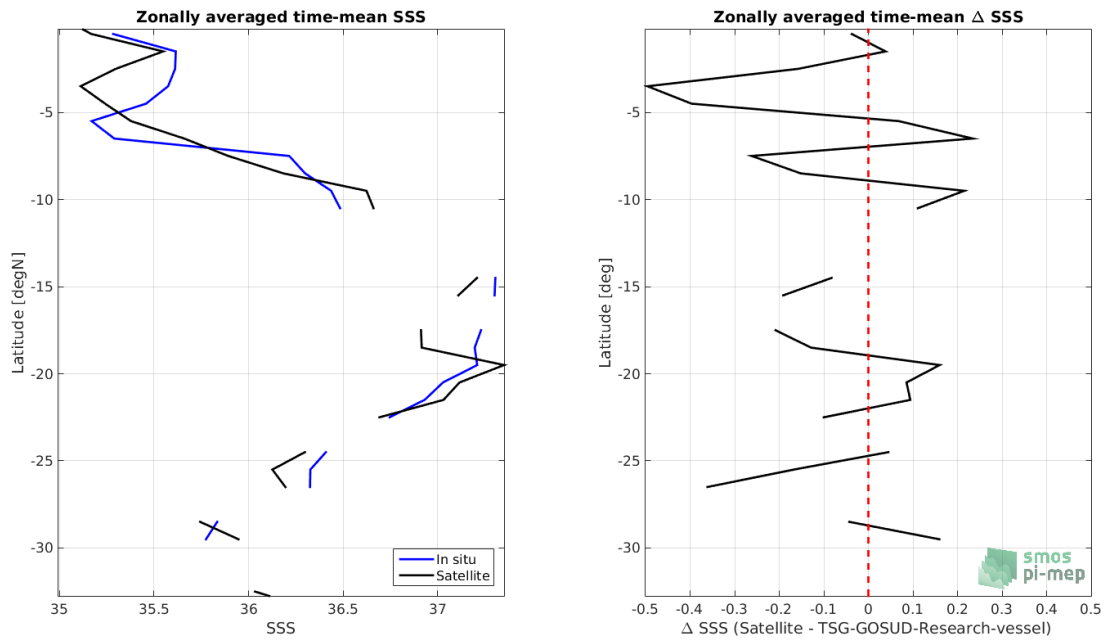 Zonally averaged time-mean SSS
Latitude [degN]
-5
-10
-15
-20
-25
-30
35
35.5
36
36.5
37
SSS
In situ
Satellite
Zonally averaged time-mean Δ SSS
Latitude [deg]
-5
-10
-15
-20
-25
-30
-0.5
-0.4
-0.3
-0.2
-0.1
0
0.1
0.2
0.3
0.4
0.5
Δ SSS (Satellite - TSG-GOSUD-Research-vessel)
smos
pi-mep